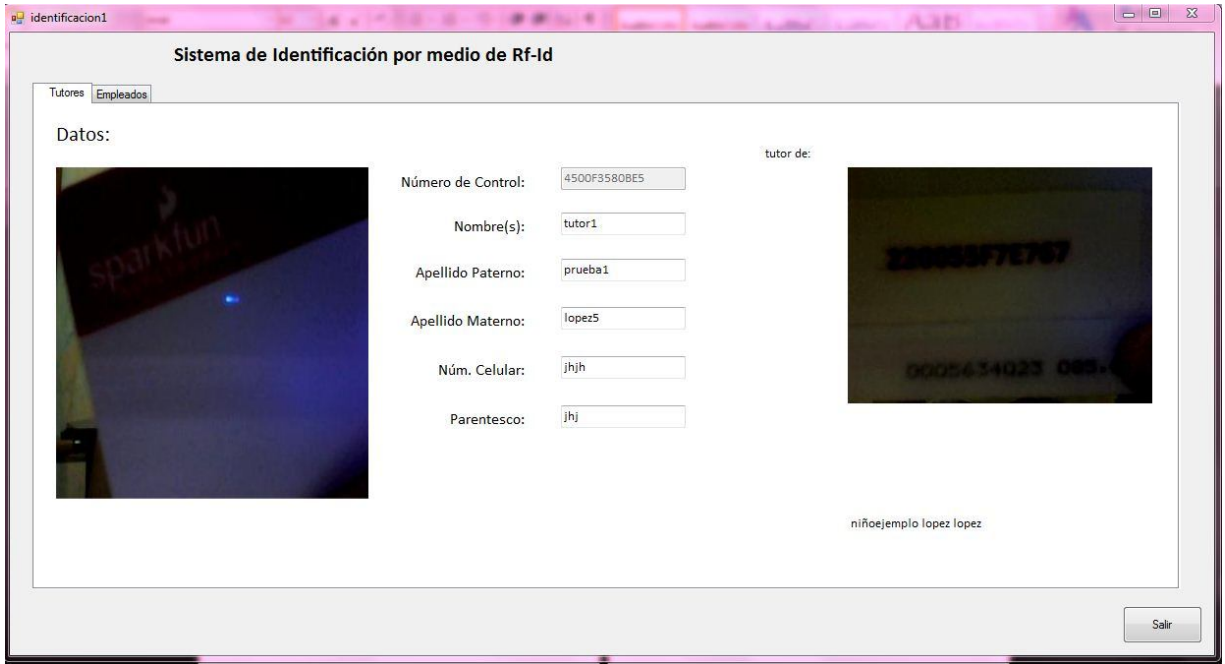 identificacion1
Sistema de Identificación por medio de Rf-Id
Tutores
Empleados
Datos:
tutor de:
sparkfun
Número de Control:
4500F3580BE5
Nombre(s):
tutor1
Apellido Paterno:
prueba1
Apellido Materno:
lopez5
Núm. Celular:
jhjh
Parentesco:
jhj
0005634023
niñoejemplo lopez lopez
Salir